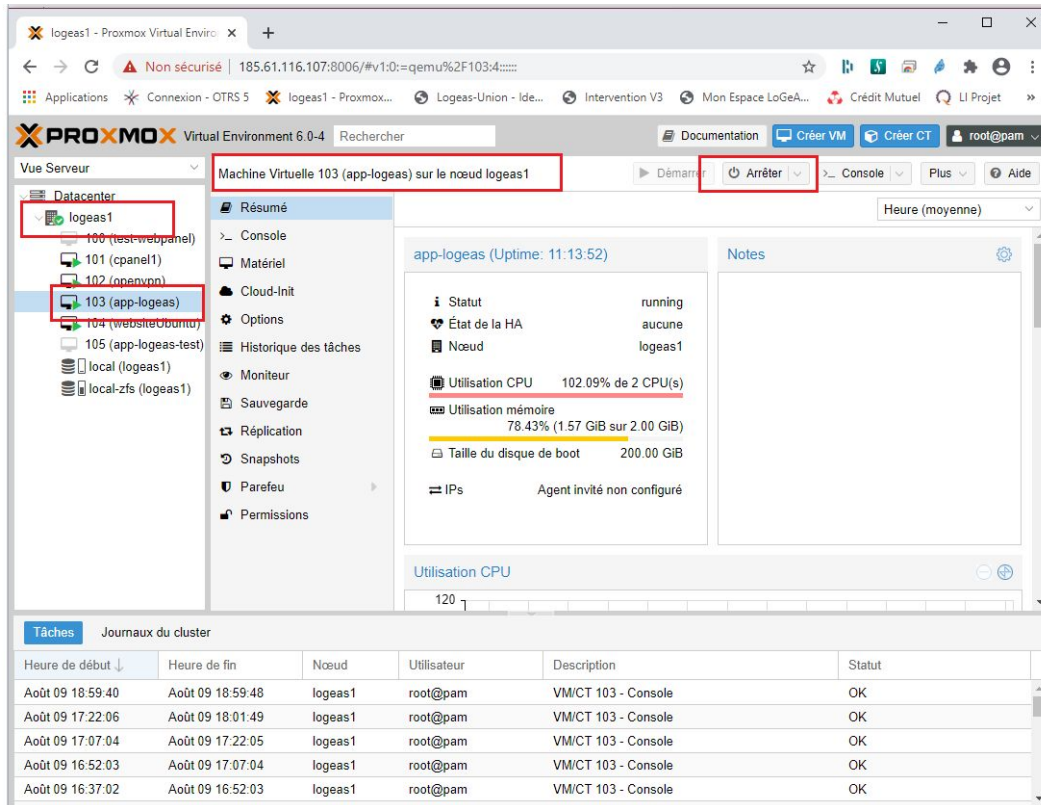 logeas1 - Proxmox Virtual Enviro
Non sécurisé | 185.61.116.107:8006/#v1:0:=qemu%2F103:4::::::
Applications Connexion - OTRS 5 logeas1 - Proxmox... Logeas-Union - Ide... Intervention V3 Mon Espace LoGeA... Crédit Mutuel LI Projet »
PROXMOX Virtual Environment 6.0-4 Rechercher Documentation Créer VM Créer CT root@pam
Vue Serveur
Machine Virtuelle 103 (app-logeas) sur le nœud logeas1 Démarrer Arrêter Console Plus Aide
Datacenter
logeas1
100 (test-webpanel)
101 (cpanel1)
102 (openvpn)
103 (app-logeas)
104 (websiteUbuntu)
105 (app-logeas-test)
local (logeas1)
local-zfs (logeas1)
Résumé
Console
Matériel
Cloud-Init
Options
Historique des tâches
Moniteur
Sauvegarde
Réplication
Snapshots
Parefeu
Permissions
Heure (moyenne)
app-logeas (Uptime: 11:13:52)
Statut running
État de la HA aucune
Nœud logeas1
Utilisation CPU 102.09% de 2 CPU(s)
Utilisation mémoire
78.43% (1.57 GiB sur 2.00 GiB)
Taille du disque de boot 200.00 GiB
IPs Agent invité non configuré
Notes
Utilisation CPU
120
Tâches Journaux du cluster
Heure de début Heure de fin Nœud Utilisateur Description Statut
Août 09 18:59:40 Août 09 18:59:48 logeas1 root@pam VM/CT 103 - Console OK
Août 09 17:22:06 Août 09 18:01:49 logeas1 root@pam VM/CT 103 - Console OK
Août 09 17:07:04 Août 09 17:22:05 logeas1 root@pam VM/CT 103 - Console OK
Août 09 16:52:03 Août 09 17:07:04 logeas1 root@pam VM/CT 103 - Console OK
Août 09 16:37:02 Août 09 16:52:03 logeas1 root@pam VM/CT 103 - Console OK